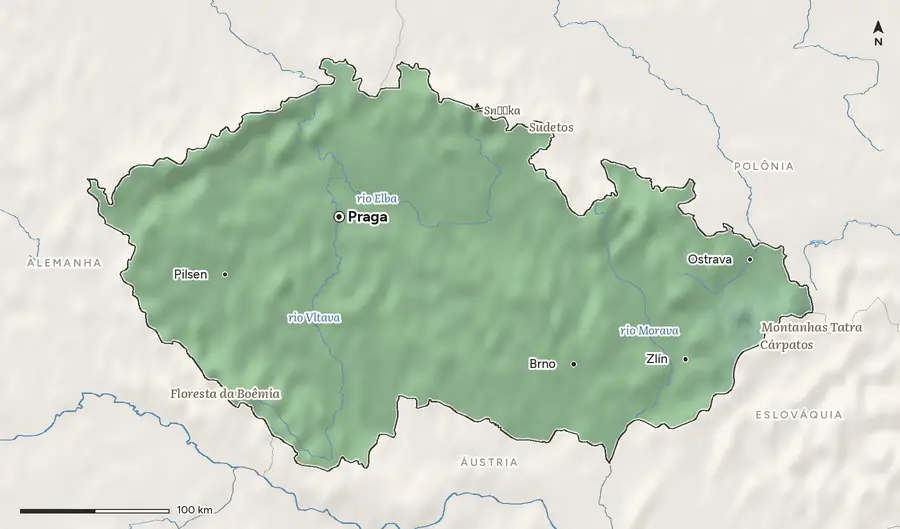 N
Sudetos
POLÔNIA
rio Elba
Praga
ALEMANHA
Pilsen
Ostrava
rio Vltava
rio Morava
Montanhas Tatra
Cárpatos
Brno
Zlín
Floresta da Boêmia
ESLOVÁQUIA
ÁUSTRIA
100 km